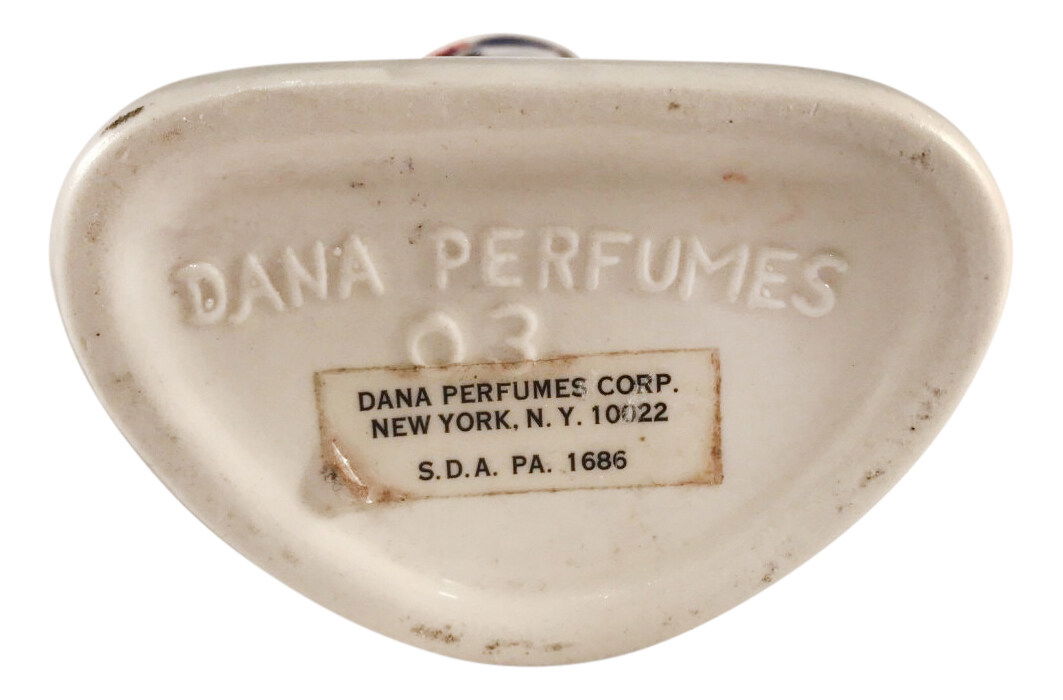 DANA PERFUMES
03
DANA PERFUMES CORP.
NEW YORK, N. Y. 10022
S.D.A. PA. 1686